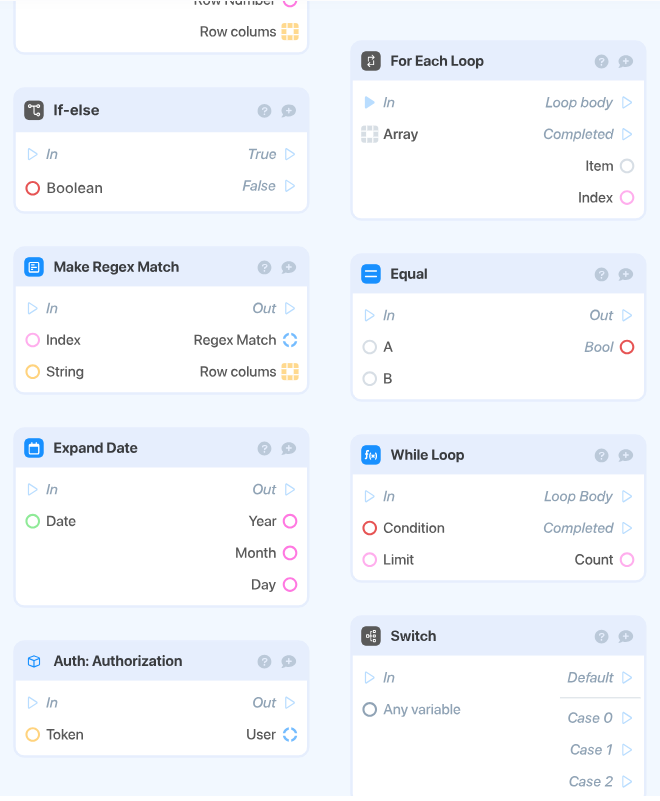 Row Number
Row colums
If-else
In True
Boolean False
Make Regex Match
In Out
Index Regex Match
String Row colums
Expand Date
In Out
Date Year
Month
Day
Auth: Authorization
In Out
Token User
For Each Loop
In Loop body
Array Completed
Item
Index
Equal
In Out
A Bool
B
While Loop
In Loop Body
Condition Completed
Limit Count
Switch
In Default
Any variable Case 0
Case 1
Case 2